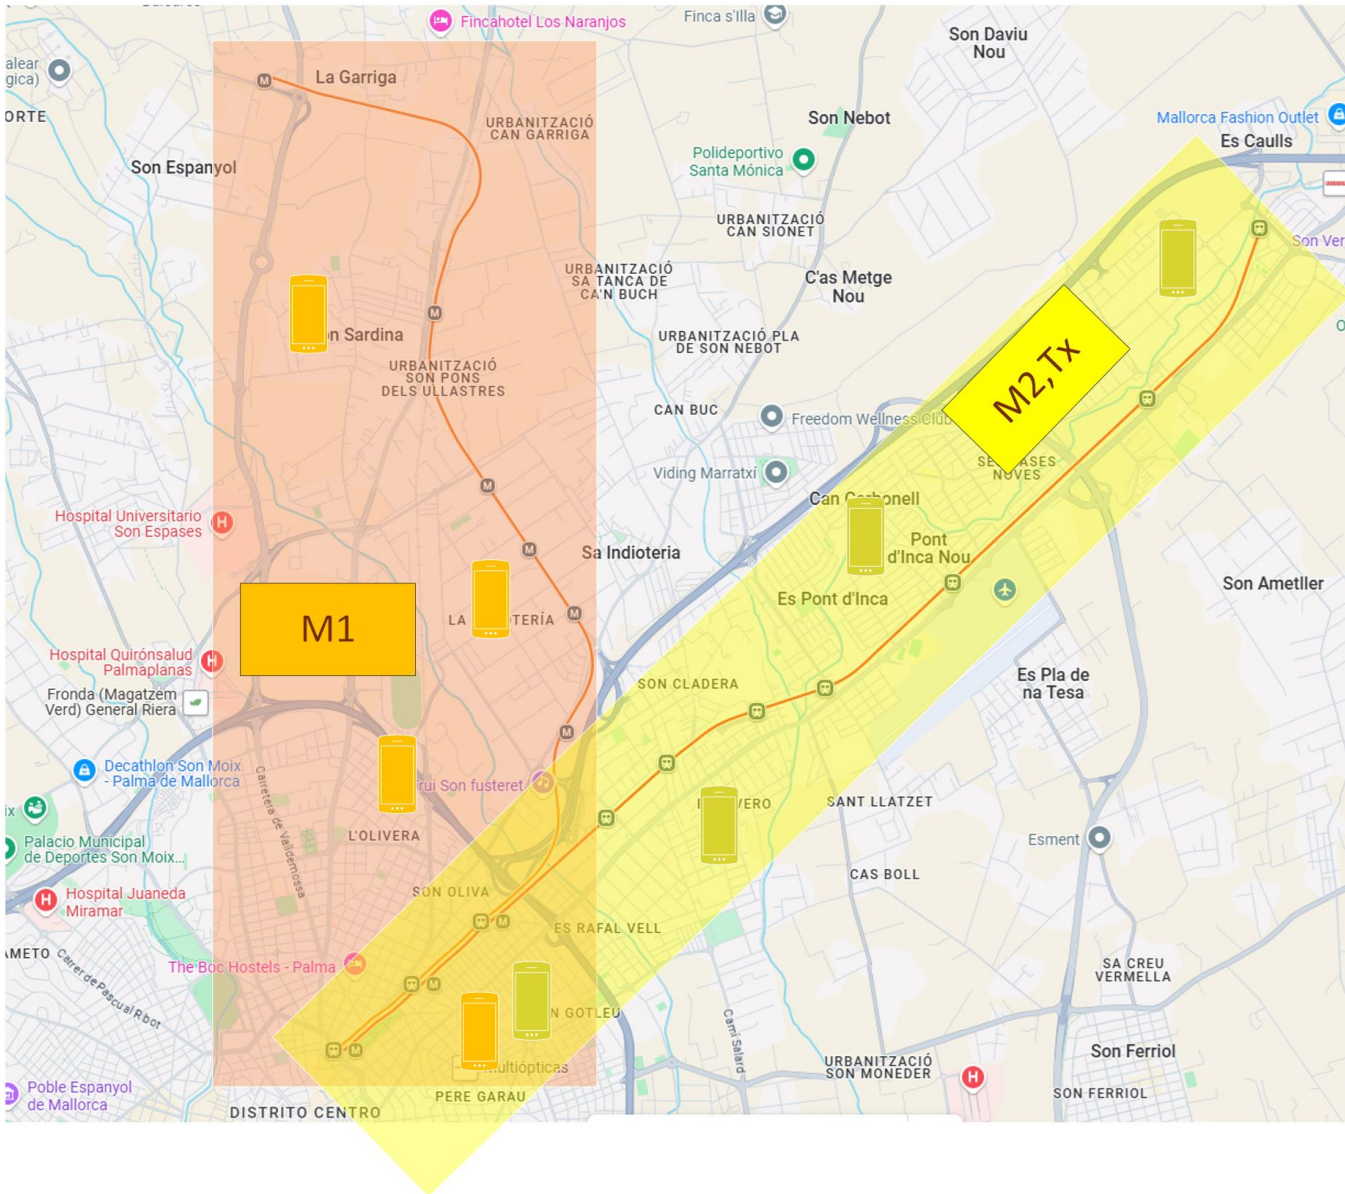 Fincahotel Los Naranjos
Finca s'Illa
Son Daviu
Nou
alear
gica)
La Garriga
ORTE
URBANITZACIÓ
CAN GARRIGA
Son Nebot
Mallorca Fashion Outlet
Es Caulls
Son Espanyol
Polideportivo
Santa Mónica
URBANITZACIÓ
CAN SIONET
Son Ver
URBANITZACIÓ
SA TANCA DE
CA'N BUCH
C'as Metge
Nou
n Sardina
URBANITZACIÓ PLA
DE SON NEBOT
M2,Tx
URBANITZACIÓ
SON PONS
DELS ULLASTRES
CAN BUC
Freedom Wellness Club
Viding Marratxí
NOVES
Can Carbonell
Hospital Universitario
Son Espases
Pont
d'Inca Nou
Sa Indioteria
Son Ametller
Es Pont d'Inca
M1
LA
TERÍA
Hospital Quirónsalud
Palmaplanas
Fronda (Magatzem
Verd) General Riera
SON CLADERA
Es Pla de
na Tesa
Decathlon Son Moix
- Palma de Mallorca
rui Son fusteret
Carretera de Valldemossa
VERO
SANT LLATZET
ix
Palacio Municipal
de Deportes Son Moix...
L'OLIVERA
Esment
CAS BOLL
Hospital Juaneda
Miramar
SON OLIVA
ES RAFAL VELL
AMETO
Carrer de Pascual Ribot
The Boc Hostels - Palma
SA CREU
VERMELLA
N GOTLEU
Camí Salard
Son Ferriol
URBANITZACIÓ
SON MONEDER
Multiópticas
Poble Espanyol
de Mallorca
PERE GARAU
SON FERRIOL
DISTRITO CENTRO